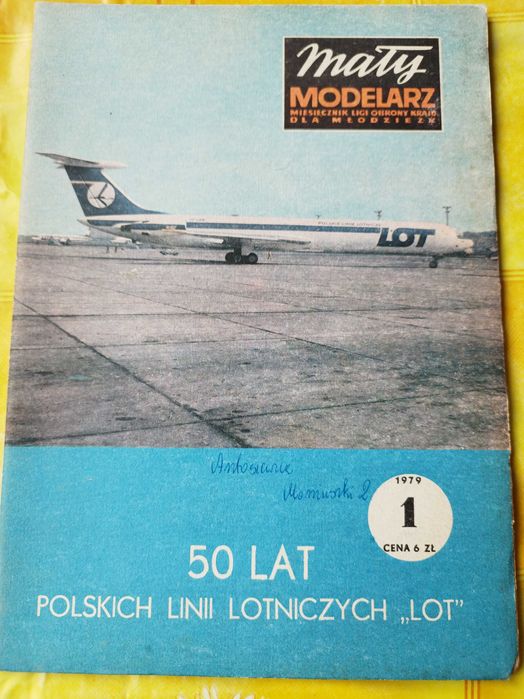 Mały
MODELARZ
MIESIĘCZNIK LIGI OBRONY KRAJU
DLA MŁODZIEŻY
POLSKIE LINIE LOTNICZE
LOT
1979
1
CENA 6 ZŁ
50 LAT
POLSKICH LINII LOTNICZYCH „LOT”